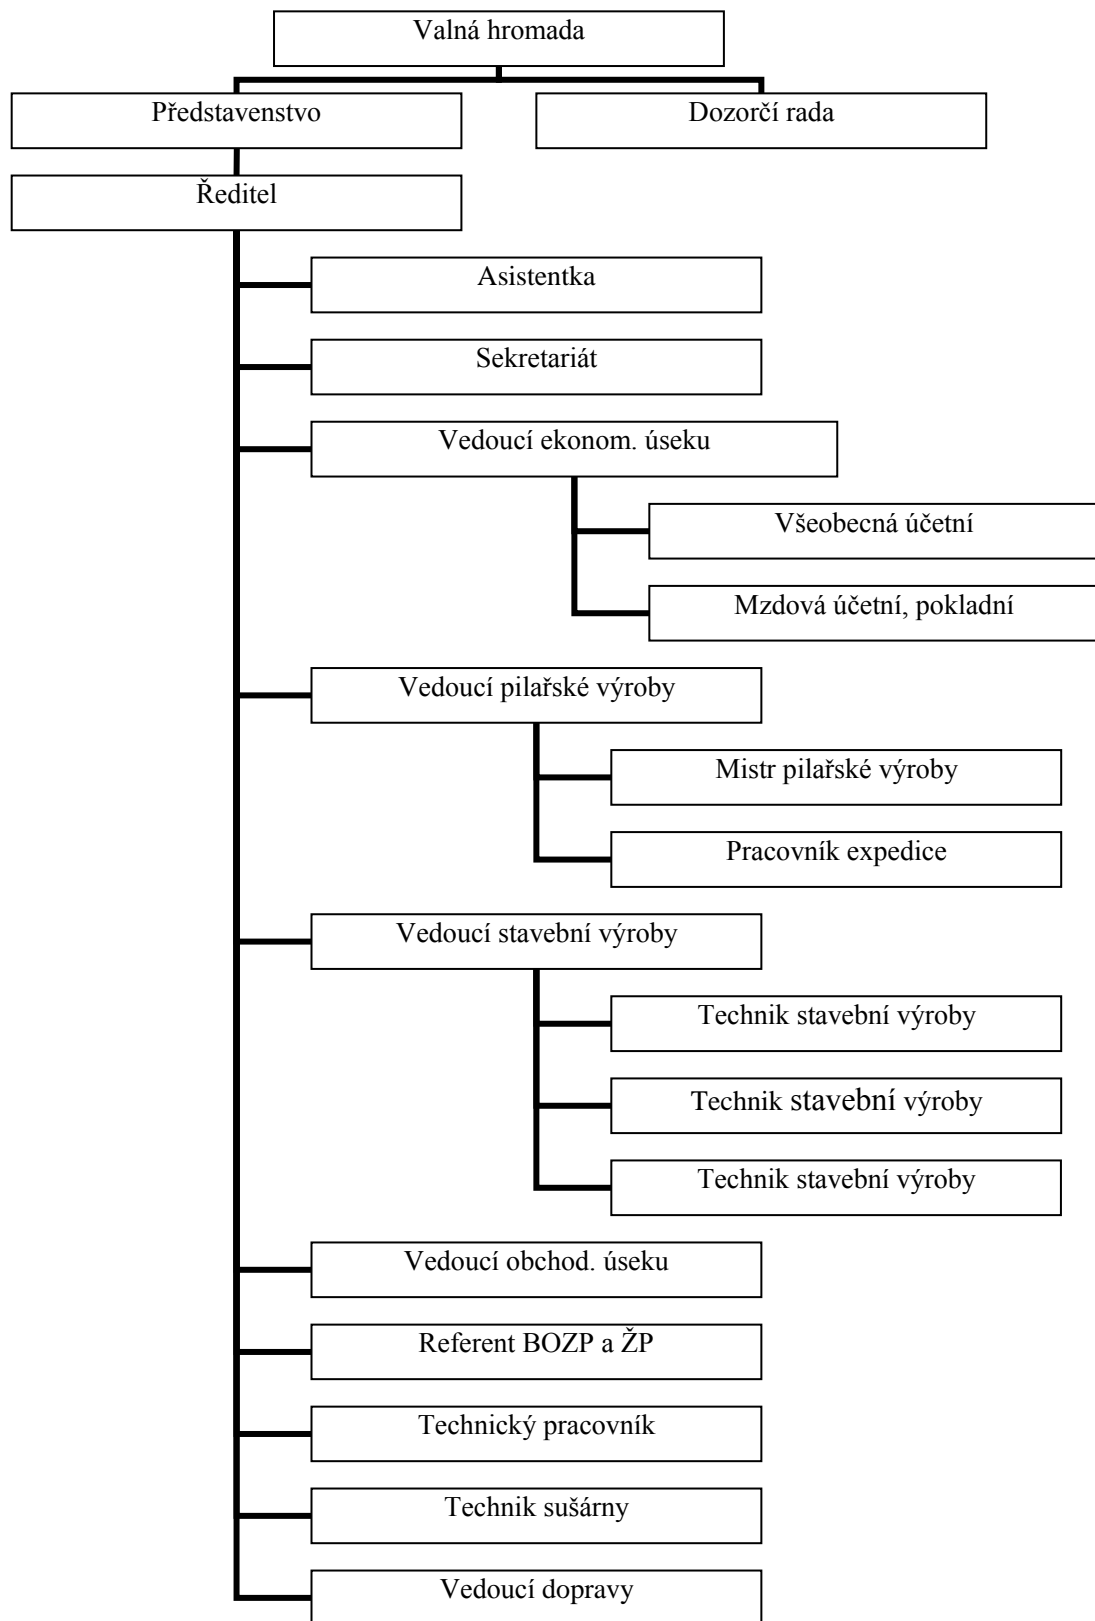 Valná hromada
Představenstvo
Dozorčí rada
Ředitel
Asistentka
Sekretariát
Vedoucí ekonom. úseku
Všeobecná účetní
Mzdová účetní, pokladní
Vedoucí pilařské výroby
Mistr pilařské výroby
Pracovník expedice
Vedoucí stavební výroby
Technik stavební výroby
Technik stavební výroby
Technik stavební výroby
Vedoucí obchod. úseku
Referent BOZP a ŽP
Technický pracovník
Technik sušárny
Vedoucí dopravy